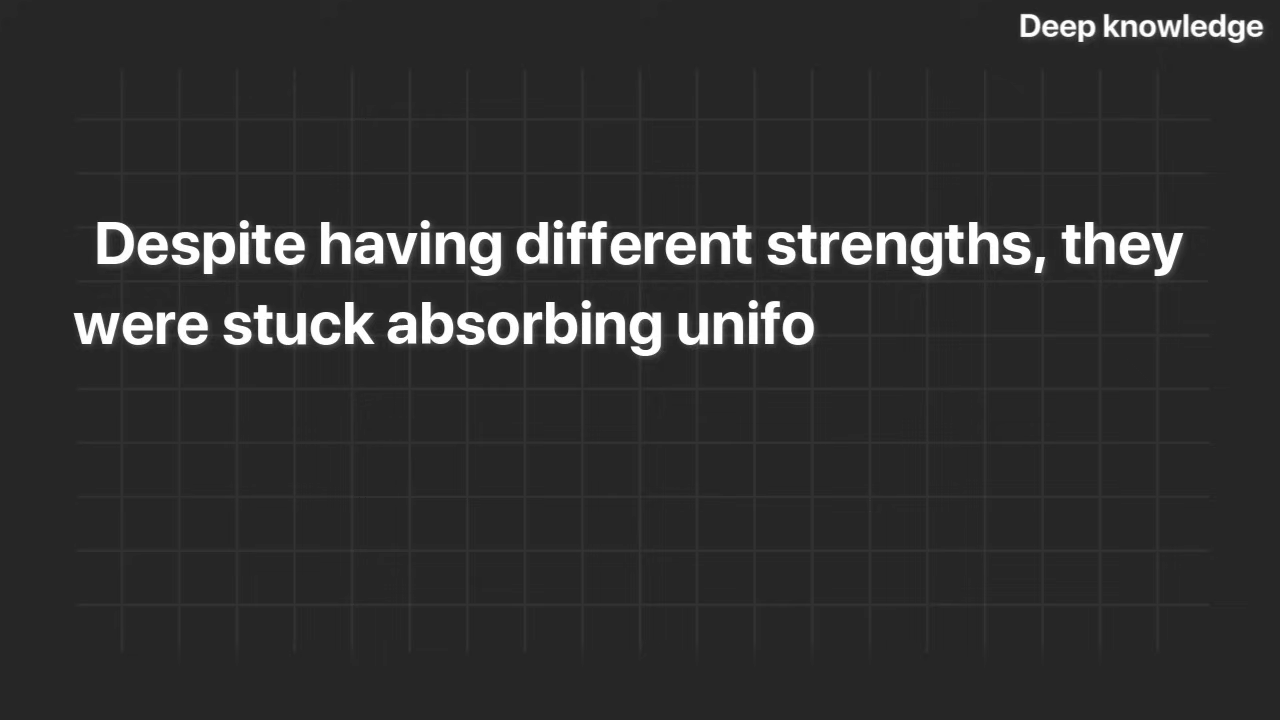 Deep knowledge
Despite having different strengths, they
were stuck absorbing unifo